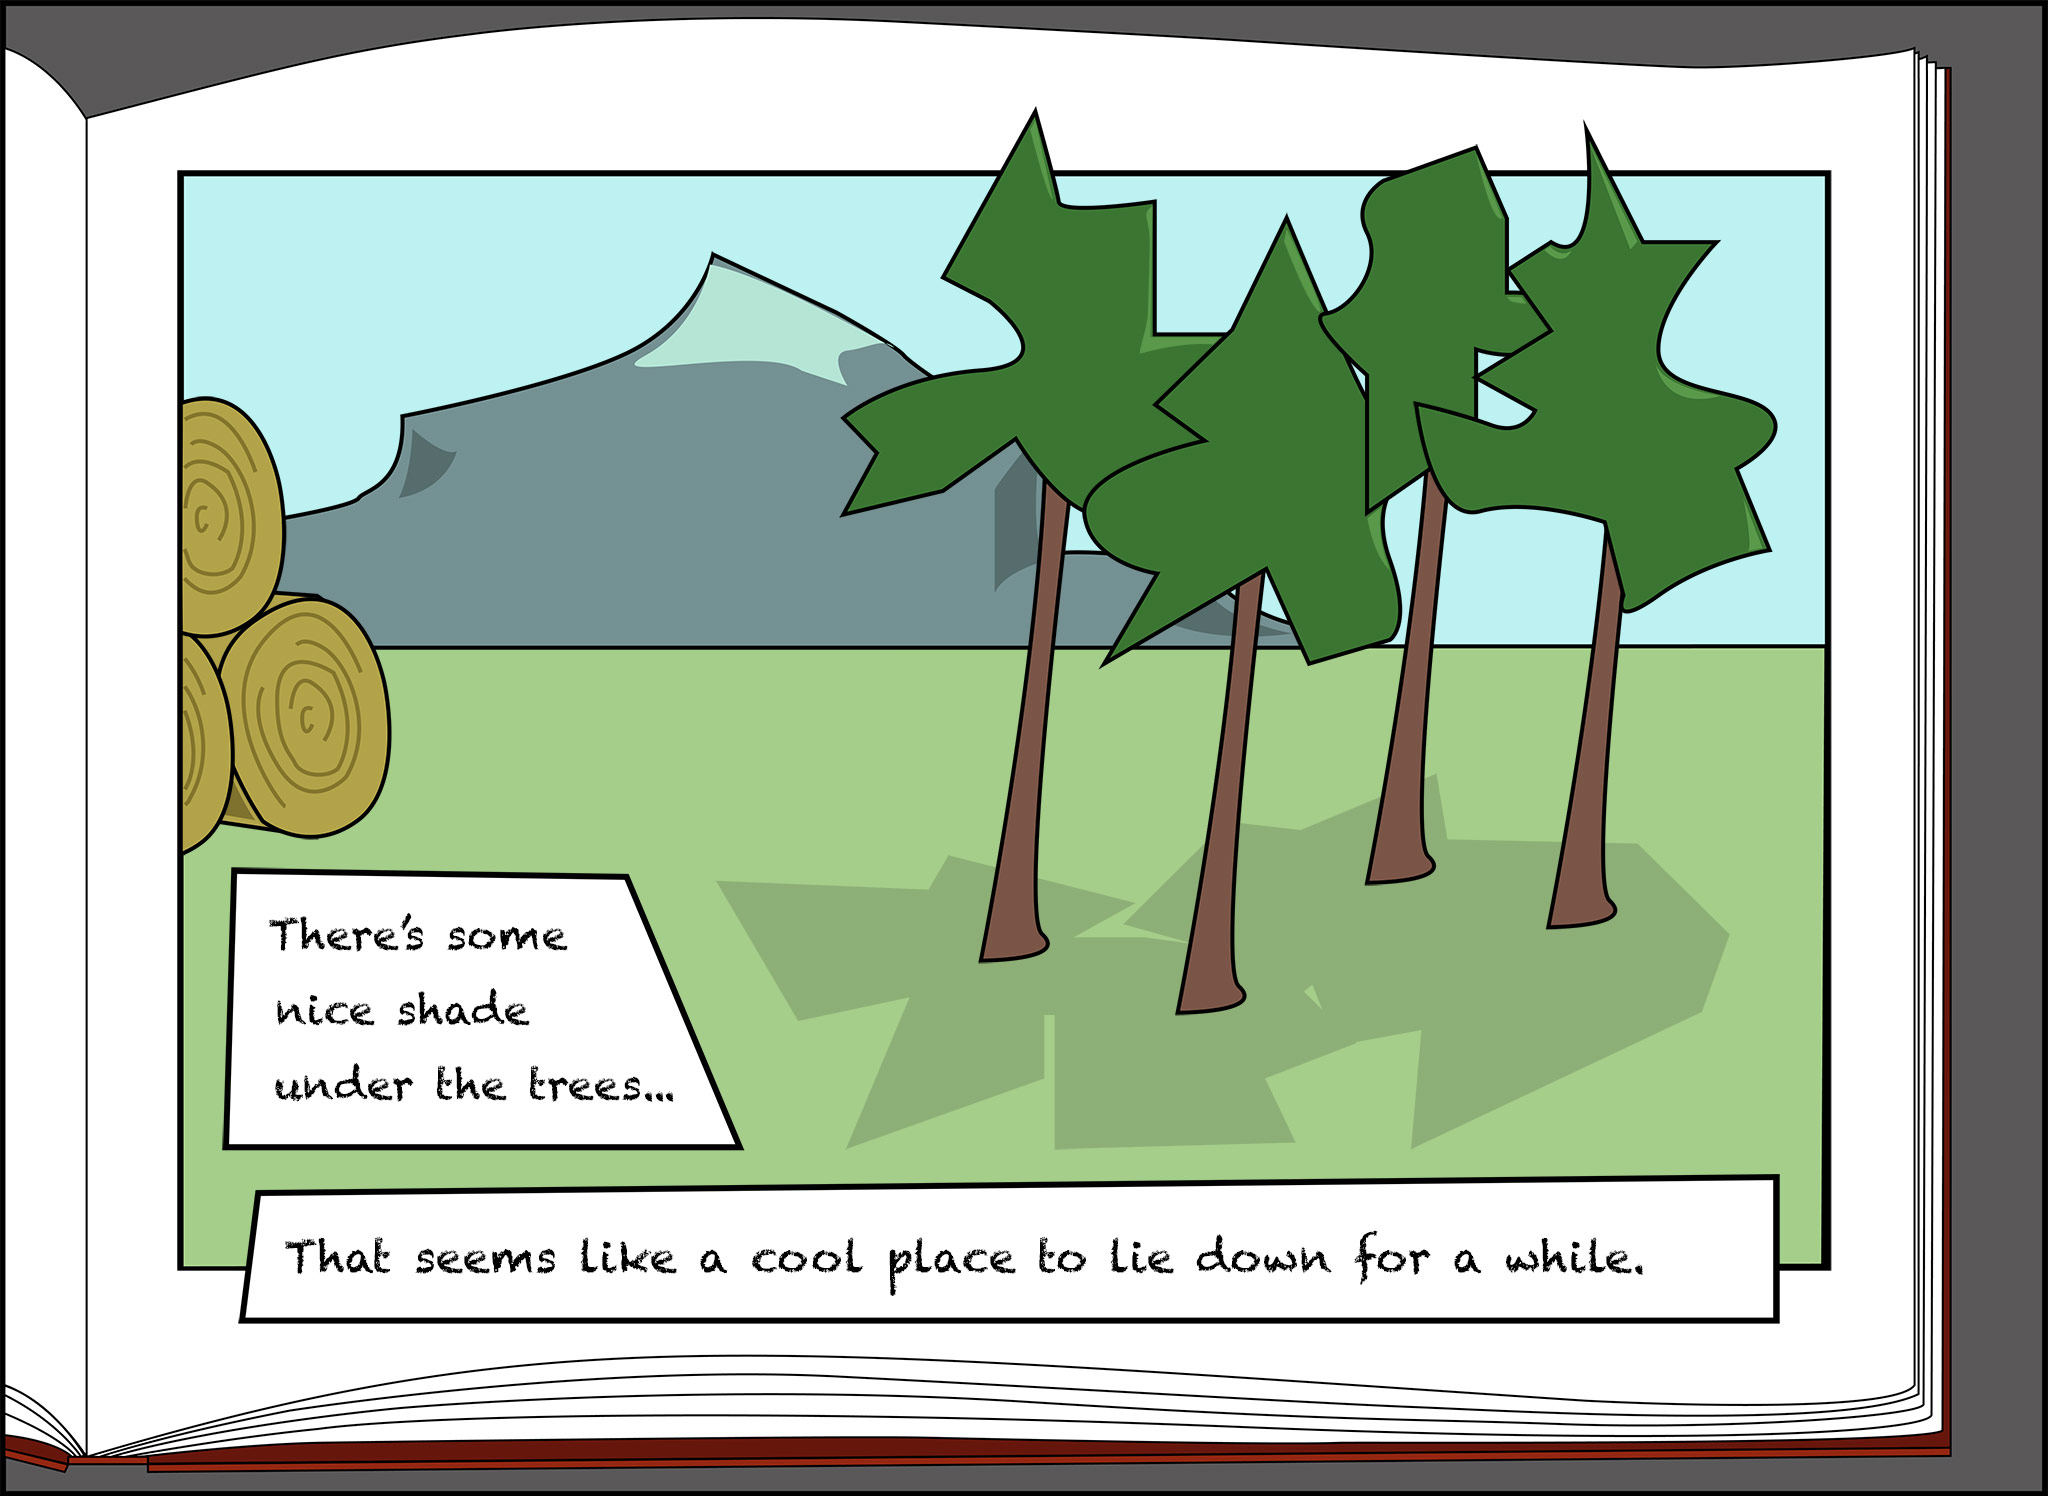 There's some
nice shade
under the trees...
That seems like a cool place to lie down for a while.